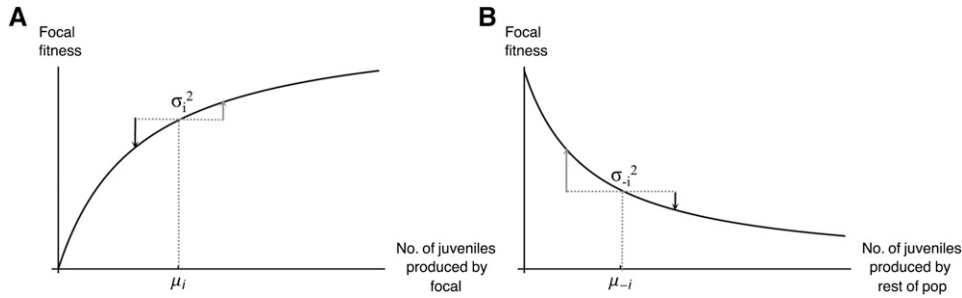 A
Focal
fitness
σi²
No. of juveniles
produced by
focal
μi
B
Focal
fitness
σ-i²
No. of juveniles
produced by
rest of pop
μ−i